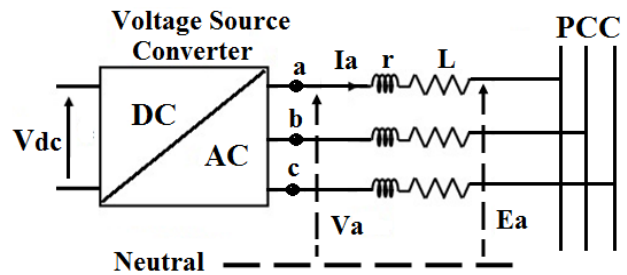 Voltage Source
Converter
PCC
a
Ia
r
L
DC
b
Vdc
AC
c
Va
Ea
Neutral